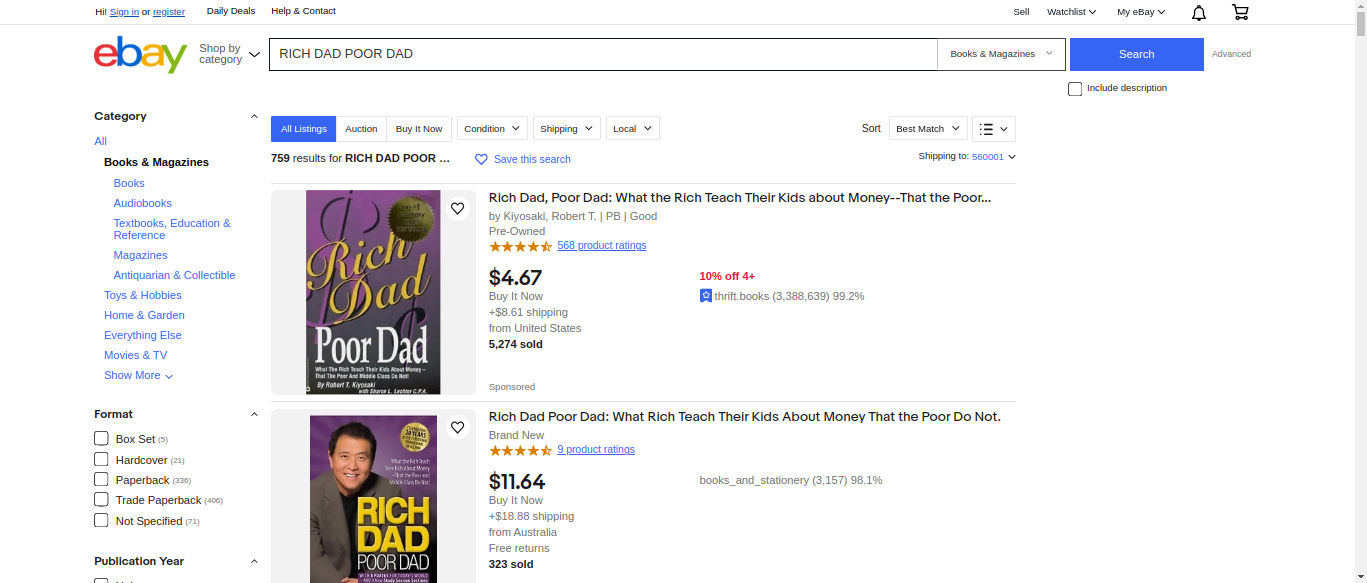 Hi! Sign in or register
Daily Deals
Help & Contact
Sell
Watchlist
My eBay
ebay
Shop by
category
RICH DAD POOR DAD
Books & Magazines
Search
Advanced
Include description
Category
All
Books & Magazines
Books
Audiobooks
Textbooks, Education &
Reference
Magazines
Antiquarian & Collectible
Toys & Hobbies
Home & Garden
Everything Else
Movies & TV
Show More
Format
Box Set (5)
Hardcover (21)
Paperback (336)
Trade Paperback (406)
Not Specified (71)
Publication Year
All Listings
Auction
Buy It Now
Condition
Shipping
Local
Sort
Best Match
759 results for RICH DAD POOR ...
Save this search
Shipping to: 560001
Rich Dad
Poor Dad
What The Rich Teach Their Kids About Money –
That The Poor And Middle Class Do Not!
By Robert T. Kiyosaki
with Sharon L. Lechter C.P.A.
Rich Dad, Poor Dad: What the Rich Teach Their Kids about Money--That the Poor...
by Kiyosaki, Robert T. | PB | Good
Pre-Owned
568 product ratings
$4.67
Buy It Now
+$8.61 shipping
from United States
5,274 sold
10% off 4+
thrift.books (3,388,639) 99.2%
Sponsored
20 YEARS
What the Rich Teach
Their Kids About Money
–That the Poor and
Middle Class Do Not!
RICH
DAD
POOR DAD
Rich Dad Poor Dad: What Rich Teach Their Kids About Money That the Poor Do Not.
Brand New
9 product ratings
$11.64
Buy It Now
+$18.88 shipping
from Australia
Free returns
323 sold
books_and_stationery (3,157) 98.1%